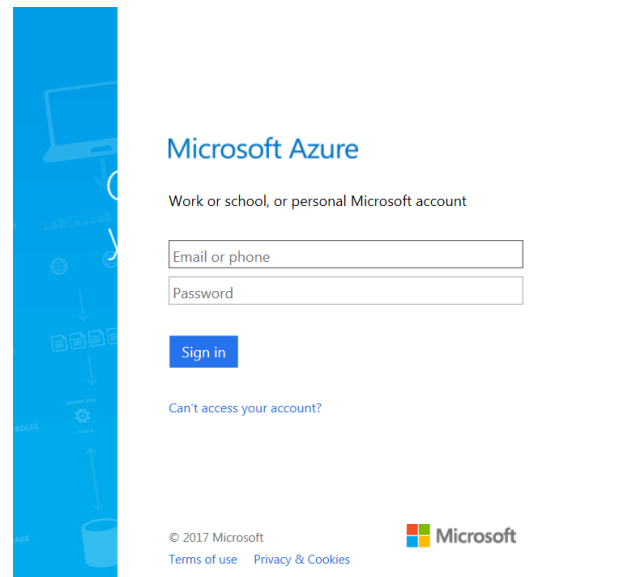 Microsoft Azure
Work or school, or personal Microsoft account
Email or phone
Password
Sign in
Can't access your account?
ROLES
© 2017 Microsoft
Microsoft
Terms of use Privacy & Cookies